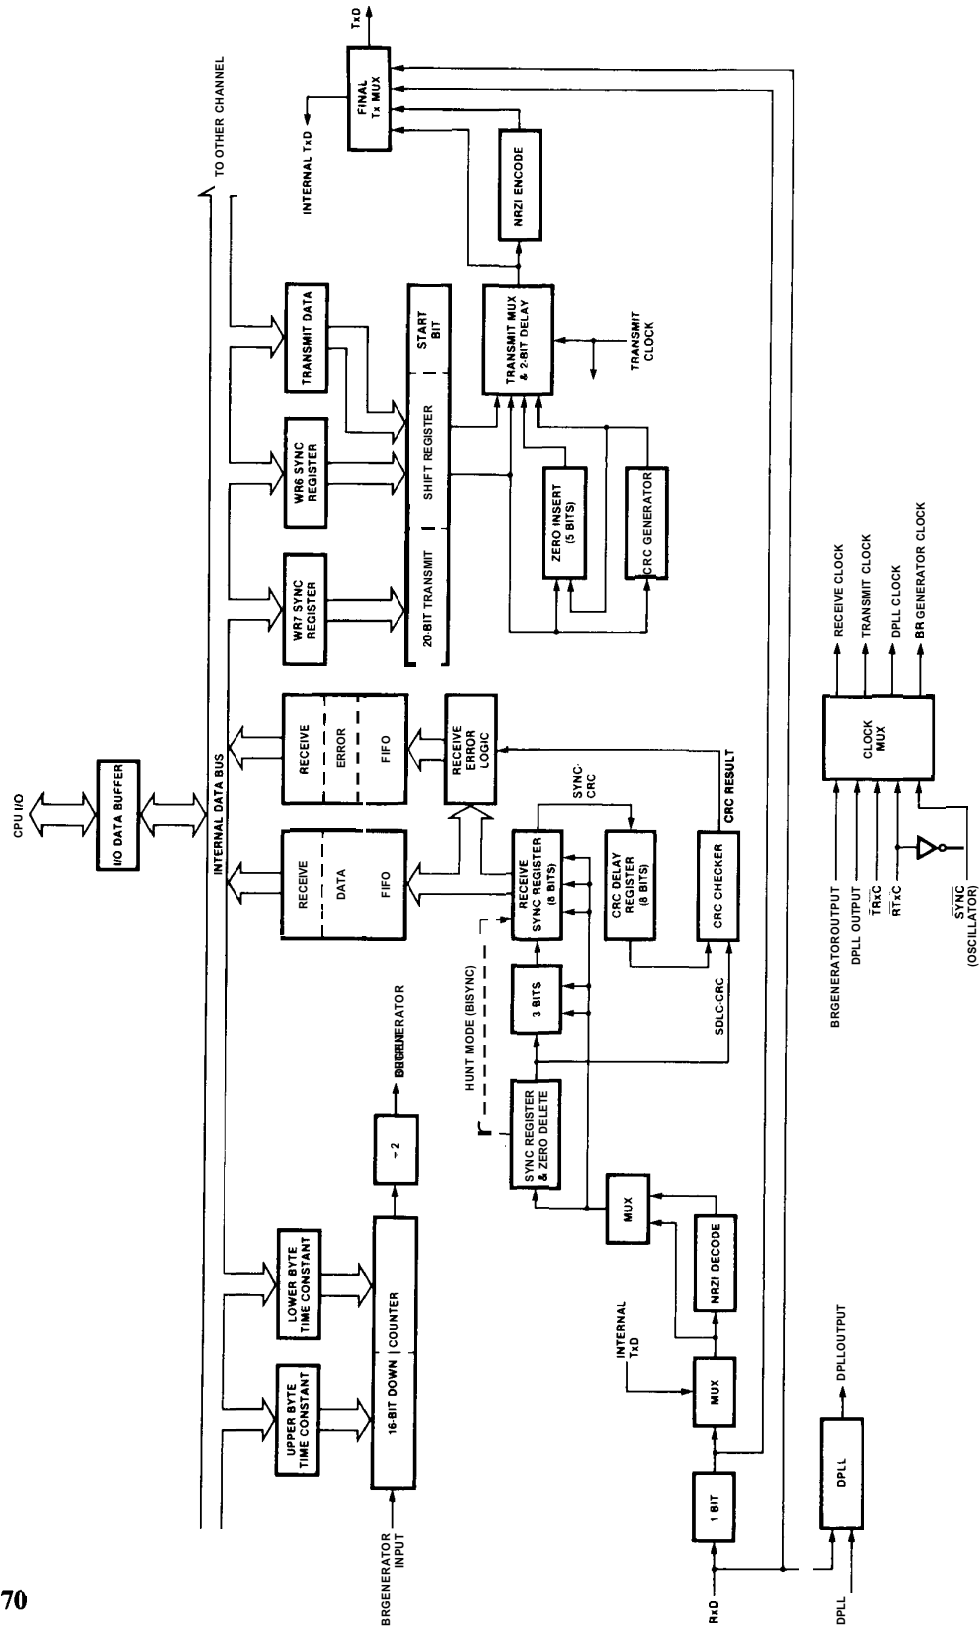 70
CPU I/O
I/O DATA BUFFER
INTERNAL DATA BUS
TO OTHER CHANNEL
UPPER BYTE
TIME CONSTANT
LOWER BYTE
TIME CONSTANT
BRGENERATOR
INPUT
16-BIT DOWN COUNTER
÷2
RECEIVE
DATA
FIFO
RECEIVE
ERROR
FIFO
RECEIVE
ERROR
LOGIC
WR7 SYNC
REGISTER
WR6 SYNC
REGISTER
TRANSMIT DATA
20-BIT TRANSMIT
SHIFT REGISTER
START
BIT
INTERNAL TxD
FINAL
Tx MUX
TxD
NRZI ENCODE
TRANSMIT MUX
& 2-BIT DELAY
TRANSMIT
CLOCK
ZERO INSERT
(5 BITS)
CRC GENERATOR
HUNT MODE (BISYNC)
SYNC REGISTER
& ZERO DELETE
3 BITS
RECEIVE
SYNC REGISTER
(8 BITS)
SYNC-
CRC
CRC DELAY
REGISTER
(8 BITS)
CRC CHECKER
CRC RESULT
SDLC-CRC
MUX
NRZI DECODE
INTERNAL
TxD
MUX
1 BIT
RxD
DPLL
DPLL
DPLLOUTPUT
BRGENERATOROUTPUT
DPLL OUTPUT
TRxC
RTxC
SYNC
(OSCILLATOR)
CLOCK
MUX
RECEIVE CLOCK
TRANSMIT CLOCK
DPLL CLOCK
BR GENERATOR CLOCK